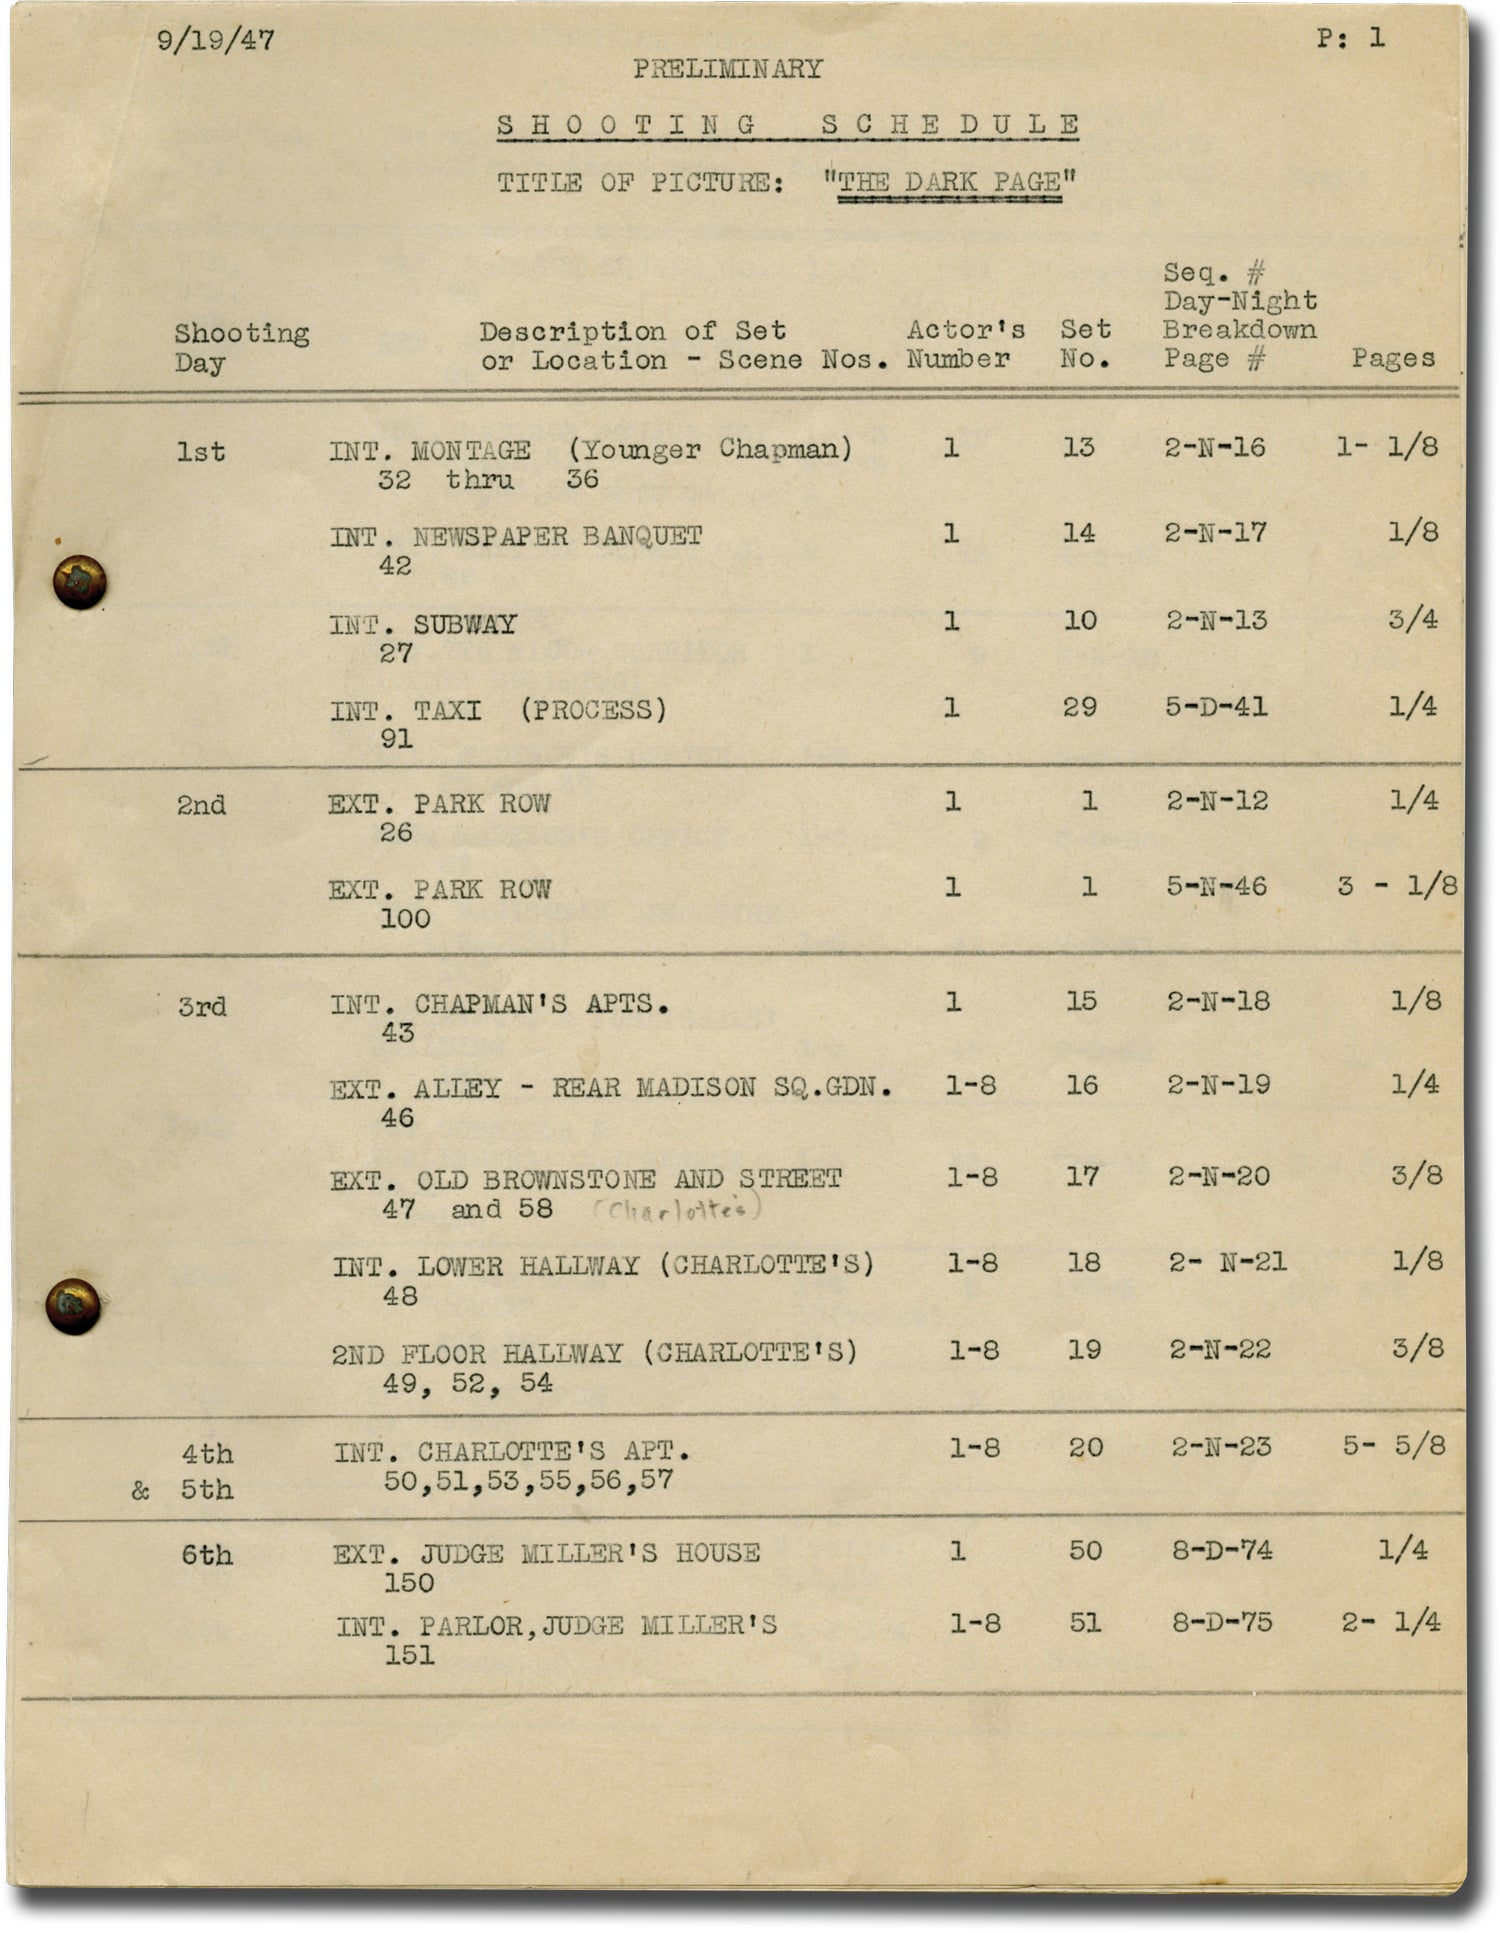 9/19/47 P: 1
PRELIMINARY
SHOOTING SCHEDULE
TITLE OF PICTURE: "THE DARK PAGE"
Seq. #
Day-Night
Shooting Description of Set Actor's Set Breakdown
Day or Location - Scene Nos. Number No. Page # Pages
1st INT. MONTAGE (Younger Chapman) 1 13 2-N-16 1- 1/8
32 thru 36
INT. NEWSPAPER BANQUET 1 14 2-N-17 1/8
42
INT. SUBWAY 1 10 2-N-13 3/4
27
INT. TAXI (PROCESS) 1 29 5-D-41 1/4
91
2nd EXT. PARK ROW 1 1 2-N-12 1/4
26
EXT. PARK ROW 1 1 5-N-46 3 - 1/8
100
3rd INT. CHAPMAN'S APTS. 1 15 2-N-18 1/8
43
EXT. ALLEY - REAR MADISON SQ.GDN. 1-8 16 2-N-19 1/4
46
EXT. OLD BROWNSTONE AND STREET 1-8 17 2-N-20 3/8
47 and 58 (Charlotte's)
INT. LOWER HALLWAY (CHARLOTTE'S) 1-8 18 2- N-21 1/8
48
2ND FLOOR HALLWAY (CHARLOTTE'S) 1-8 19 2-N-22 3/8
49, 52, 54
4th INT. CHARLOTTE'S APT. 1-8 20 2-N-23 5- 5/8
& 5th 50,51,53,55,56,57
6th EXT. JUDGE MILLER'S HOUSE 1 50 8-D-74 1/4
150
INT. PARLOR,JUDGE MILLER'S 1-8 51 8-D-75 2- 1/4
151